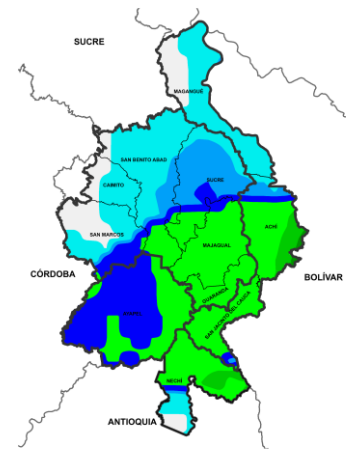 SUCRE
MAGANGUÉ
SAN BENITO ABAD
SUCRE
CAIMITO
SAN MARCOS
ACHÍ
MAJAGUAL
CÓRDOBA
BOLÍVAR
GUARANDA
SAN JACINTO DEL CAUCA
NECHÍ
ANTIOQUIA